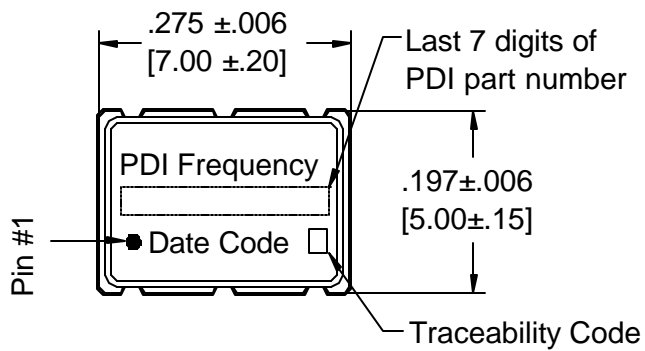 .275 ±.006
[7.00 ±.20]
Last 7 digits of
PDI part number
PDI Frequency
.197±.006
[5.00±.15]
Pin #1
Date Code
Traceability Code